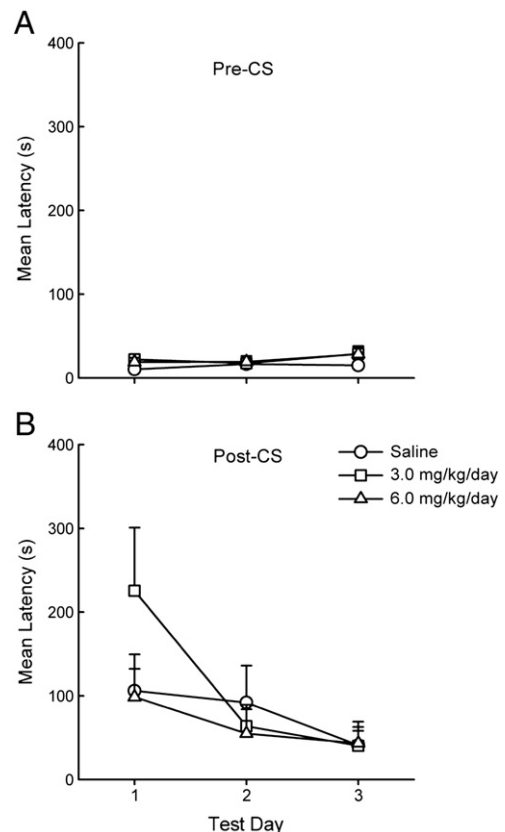 A
400
Pre-CS
300
Mean Latency (s)
200
100
0
B
400
Post-CS
Saline
3.0 mg/kg/day
6.0 mg/kg/day
300
Mean Latency (s)
200
100
0
1 2 3
Test Day